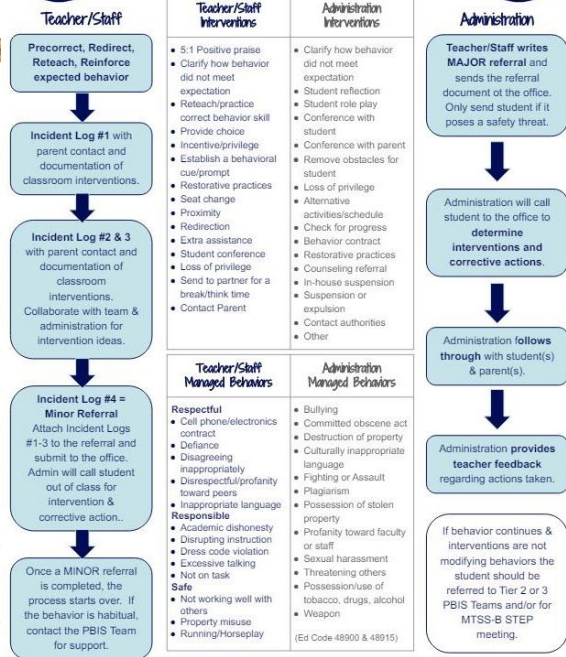 Teacher/Staff
Precorrect, Redirect,
Reteach, Reinforce
expected behavior
Incident Log #1 with
parent contact and
documentation of
classroom interventions.
Incident Log #2 & 3
with parent contact and
documentation of
classroom
interventions.
Collaborate with team &
administration for
intervention ideas.
Incident Log #4 =
Minor Referral
Attach Incident Logs
#1-3 to the referral and
submit to the office.
Admin will call student
out of class for
intervention &
corrective action..
Once a MINOR referral
is completed, the
process starts over. If
the behavior is habitual,
contact the PBIS Team
for support.
Teacher/Staff
Interventions
• 5:1 Positive praise
• Clarify how behavior
did not meet
expectation
• Reteach/practice
correct behavior skill
• Provide choice
• Incentive/privilege
• Establish a behavioral
cue/prompt
• Restorative practices
• Seat change
• Proximity
• Redirection
• Extra assistance
• Student conference
• Loss of privilege
• Send to partner for a
break/think time
• Contact Parent
Administration
Interventions
• Clarify how behavior
did not meet
expectation
• Student reflection
• Student role play
• Conference with
student
• Conference with parent
• Remove obstacles for
student
• Loss of privilege
• Alternative
activities/schedule
• Check for progress
• Behavior contract
• Restorative practices
• Counseling referral
• In-house suspension
• Suspension or
expulsion
• Contact authorities
• Other
Teacher/Staff
Managed Behaviors
Respectful
• Cell phone/electronics
contract
• Defiance
• Disagreeing
inappropriately
• Disrespectful/profanity
toward peers
• Inappropriate language
Responsible
• Academic dishonesty
• Disrupting instruction
• Dress code violation
• Excessive talking
• Not on task
Safe
• Not working well with
others
• Property misuse
• Running/Horseplay
Administration
Managed Behaviors
• Bullying
• Committed obscene act
• Destruction of property
• Culturally inappropriate
language
• Fighting or Assault
• Plagiarism
• Possession of stolen
property
• Profanity toward faculty
or staff
• Sexual harassment
• Threatening others
• Possession/use of
tobacco, drugs, alcohol
• Weapon
(Ed Code 48900 & 48915)
Administration
Teacher/Staff writes
MAJOR referral and
sends the referral
document ot the office.
Only send student if it
poses a safety threat.
Administration will call
student to the office to
determine
interventions and
corrective actions.
Administration follows
through with student(s)
& parent(s).
Administration provides
teacher feedback
regarding actions taken.
If behavior continues &
interventions are not
modifying behaviors the
student should be
referred to Tier 2 or 3
PBIS Teams and/or for
MTSS-B STEP
meeting.